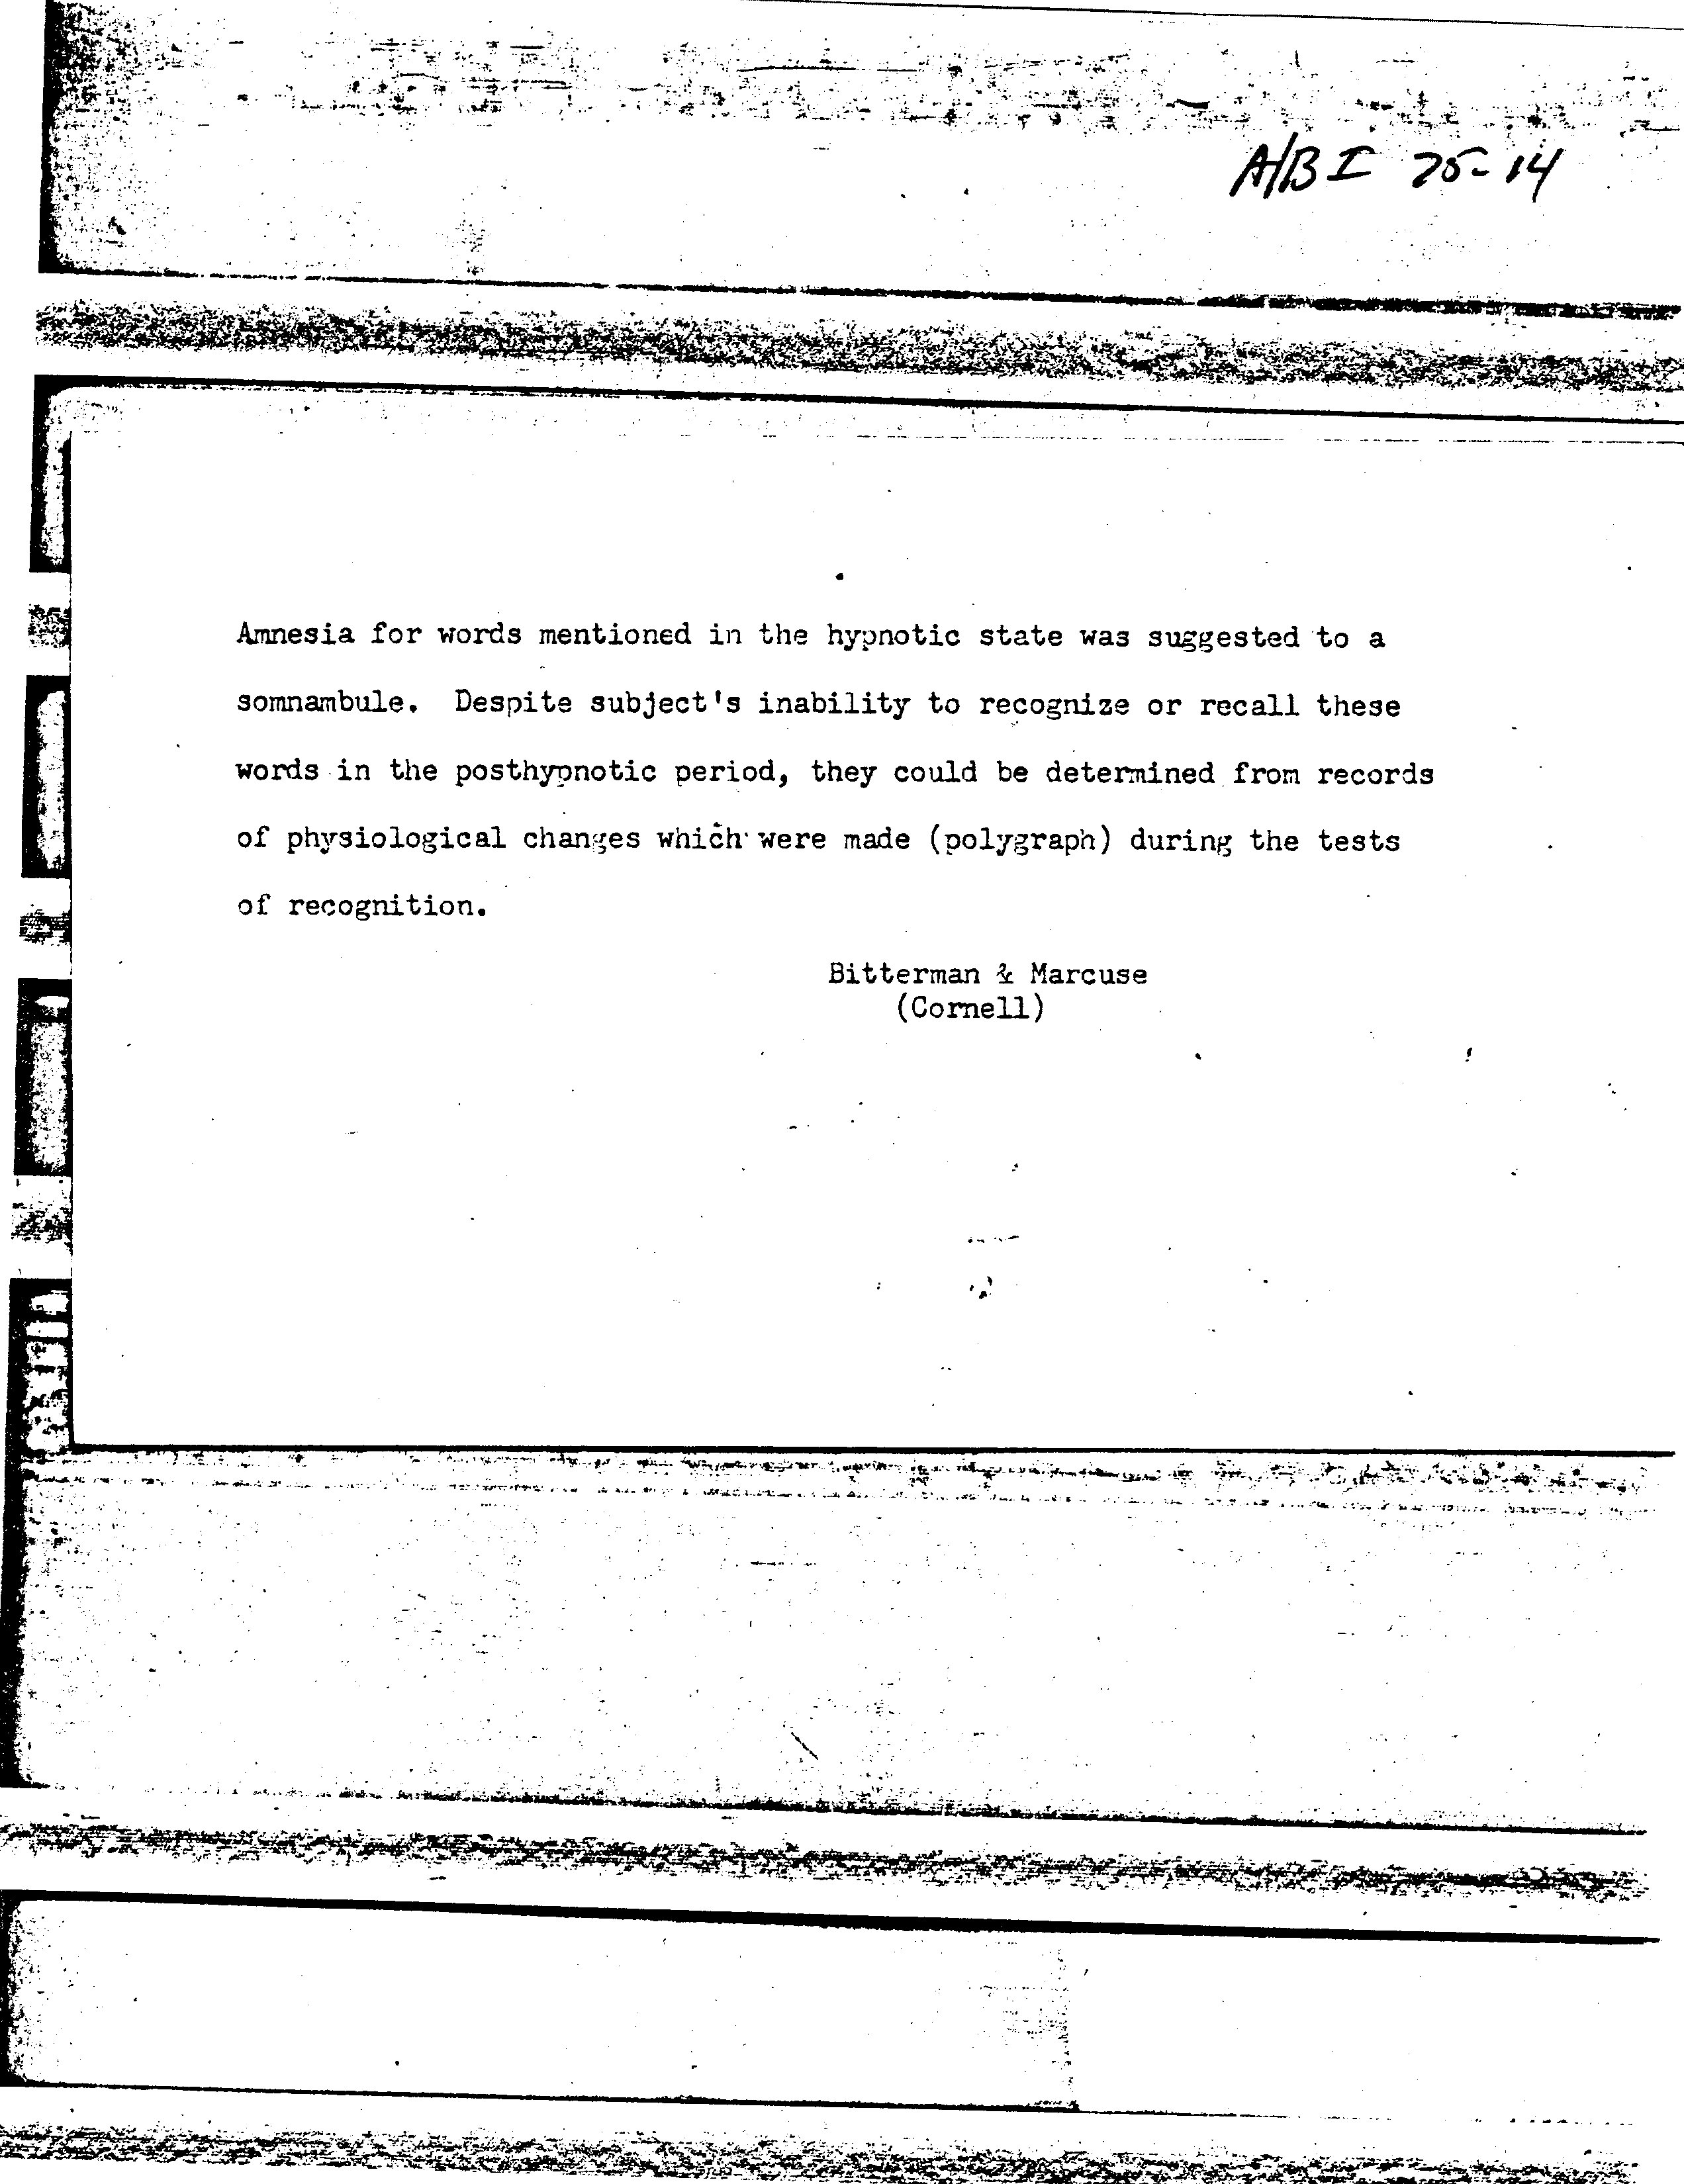 A/B I 75-14
Amnesia for words mentioned in the hypnotic state was suggested to a
somnambule. Despite subject's inability to recognize or recall these
words in the posthypnotic period, they could be determined from records
of physiological changes which were made (polygraph) during the tests
of recognition.
Bitterman & Marcuse
(Cornell)